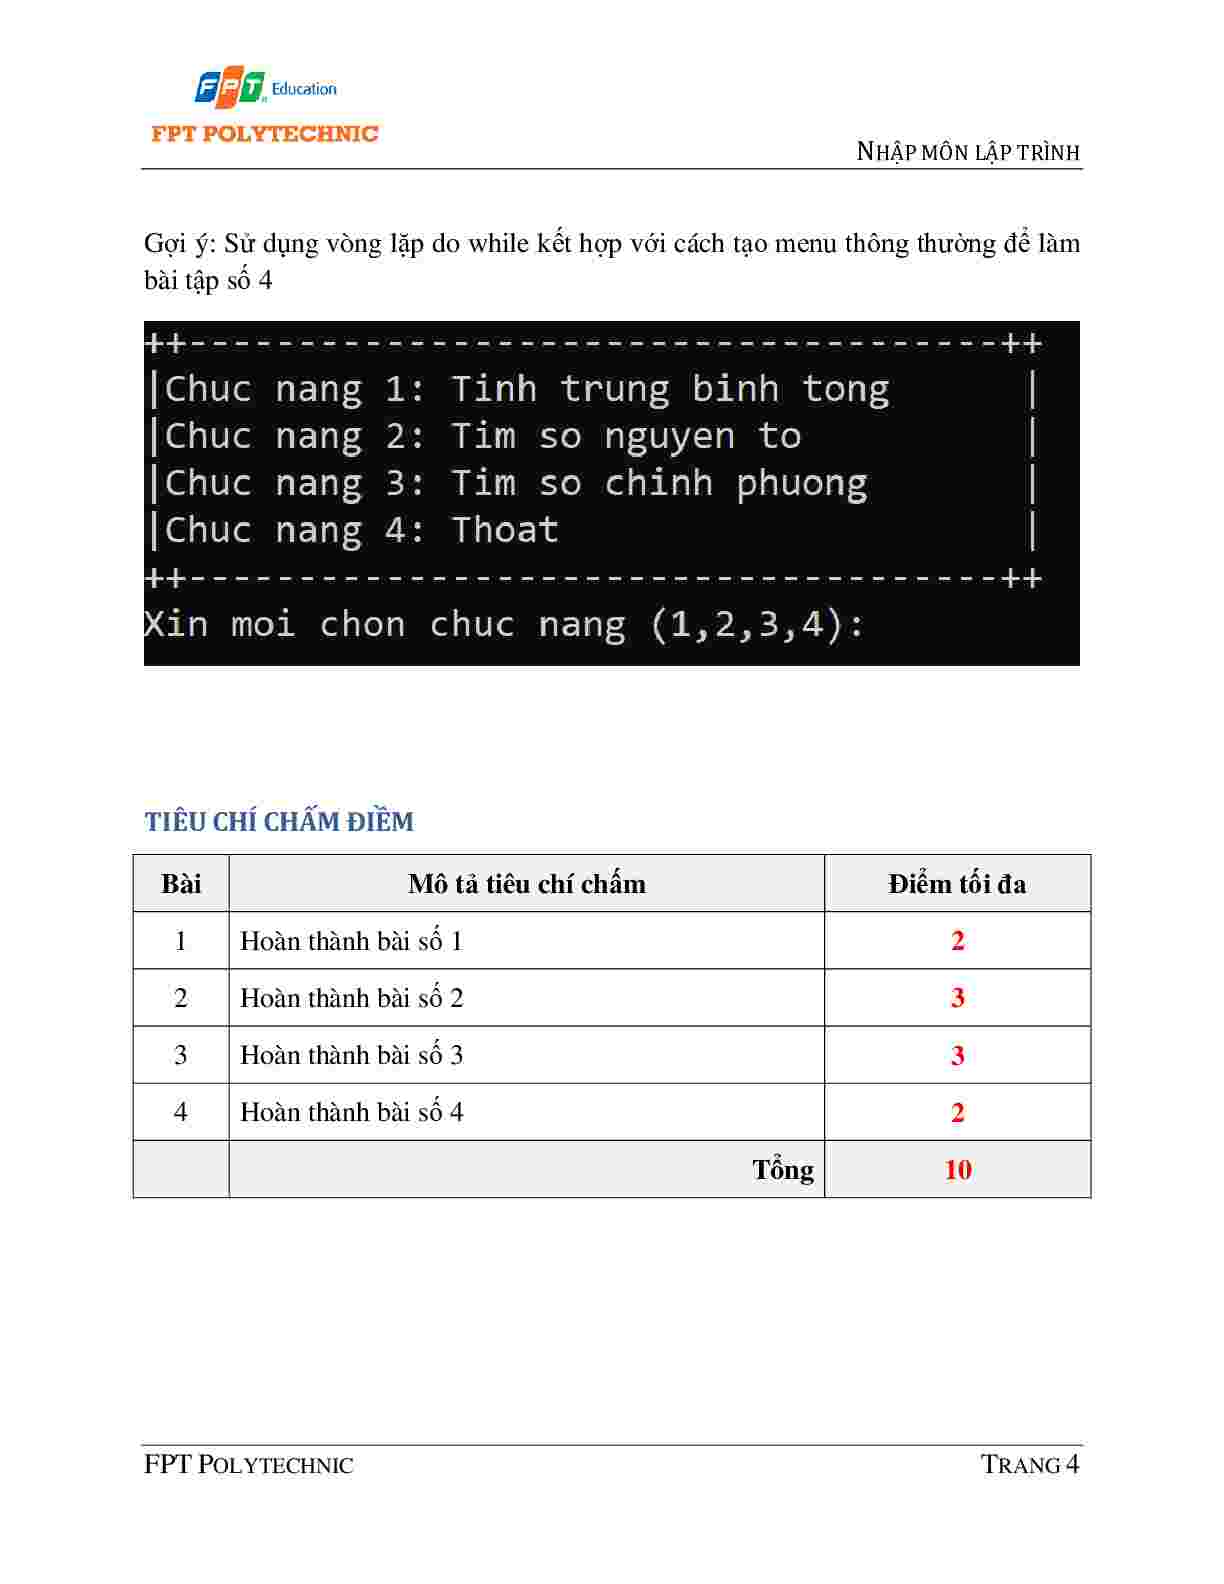 FPT Education
FPT POLYTECHNIC
NHẬP MÔN LẬP TRÌNH
Gợi ý: Sử dụng vòng lặp do while kết hợp với cách tạo menu thông thường để làm
bài tập số 4
++-------------------------------------++
|Chuc nang 1: Tinh trung binh tong |
|Chuc nang 2: Tim so nguyen to |
|Chuc nang 3: Tim so chinh phuong |
|Chuc nang 4: Thoat |
++-------------------------------------++
Xin moi chon chuc nang (1,2,3,4):
TIÊU CHÍ CHẤM ĐIỀM
Bài Mô tả tiêu chí chấm Điểm tối đa
1 Hoàn thành bài số 1 2
2 Hoàn thành bài số 2 3
3 Hoàn thành bài số 3 3
4 Hoàn thành bài số 4 2
Tổng 10
FPT POLYTECHNIC TRANG 4